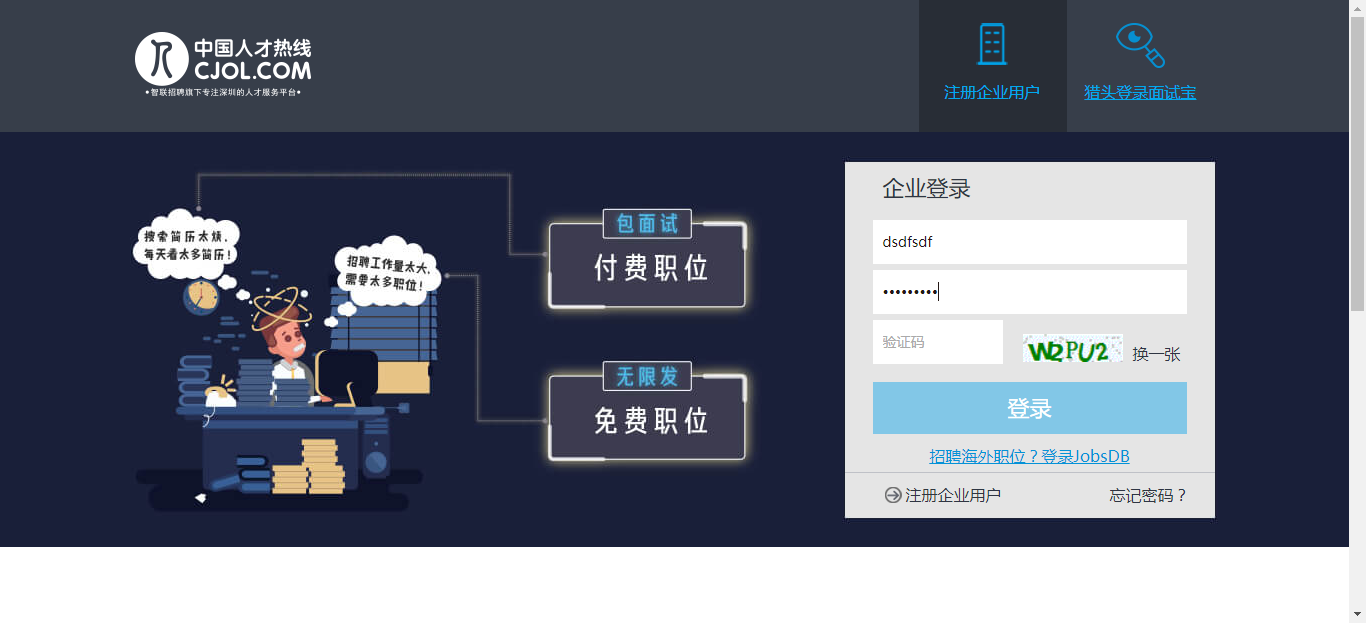 中国人才热线
CJOL.COM
•智联招聘旗下专注深圳的人才服务平台•
注册企业用户
猎头登录面试宝
搜索简历太烦，
每天看太多简历！
招聘工作量太大，
需要太多职位！
包面试
付费职位
无限发
免费职位
企业登录
dsdfsdf
•••••••••
验证码
W2PU2
换一张
登录
招聘海外职位？登录JobsDB
注册企业用户
忘记密码？